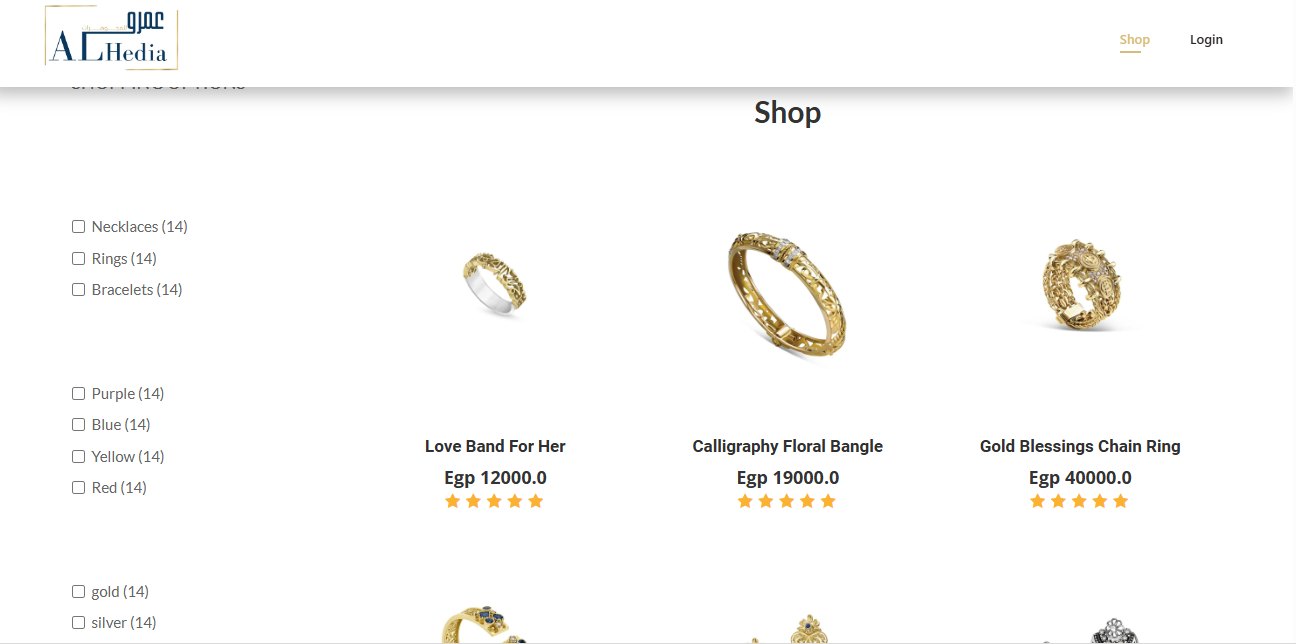 عمرو
AL Hedia
Shop
Login
SHOPPING OPTIONS
Shop
Necklaces (14)
Rings (14)
Bracelets (14)
Purple (14)
Blue (14)
Yellow (14)
Red (14)
gold (14)
silver (14)
Love Band For Her
Egp 12000.0
Calligraphy Floral Bangle
Egp 19000.0
Gold Blessings Chain Ring
Egp 40000.0